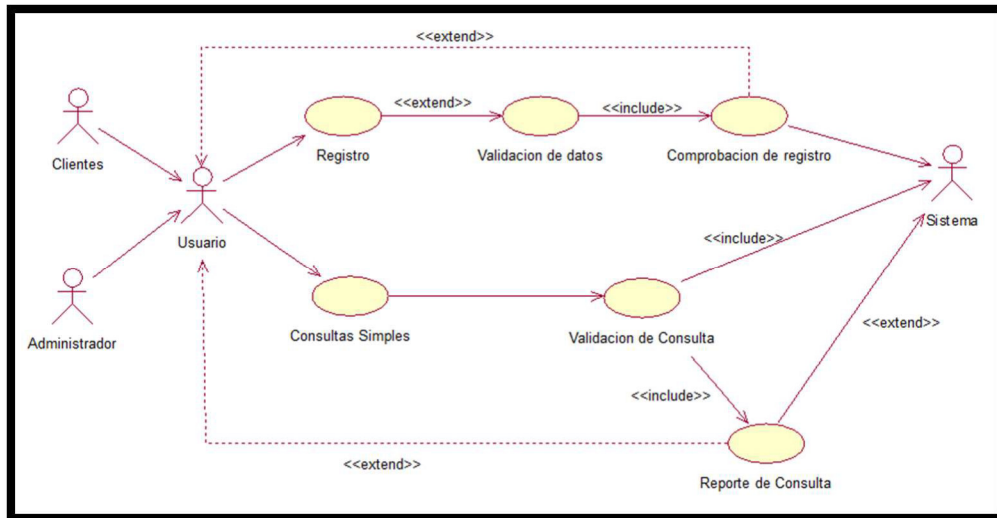 <<extend>>
<<extend>>
<<include>>
Clientes
Registro
Validacion de datos
Comprobacion de registro
Usuario
Sistema
<<include>>
Administrador
Consultas Simples
Validacion de Consulta
<<extend>>
<<include>>
<<extend>>
Reporte de Consulta